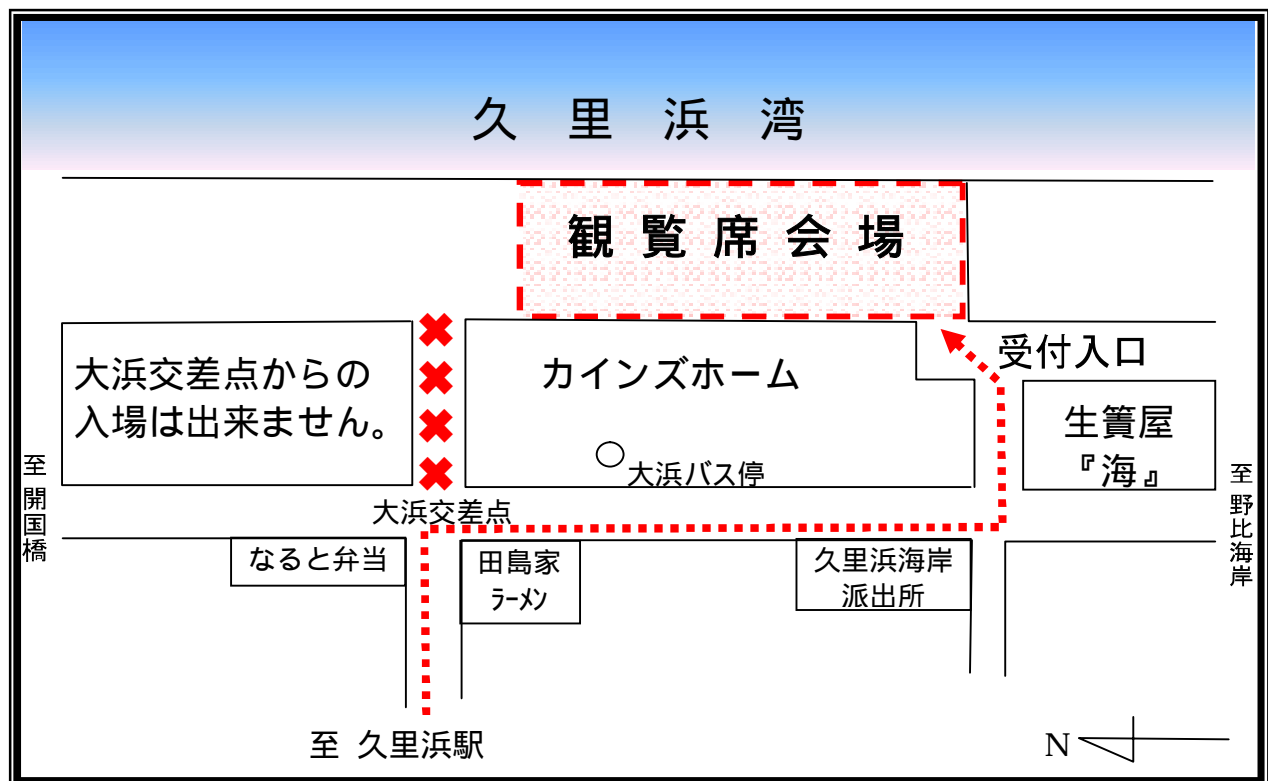 久里浜湾
観覧席会場
受付入口
大浜交差点からの
入場は出来ません。
カインズホーム
生簀屋
『海』
大浜バス停
至 開国橋
至 野比海岸
大浜交差点
なると弁当
田島家
ラーメン
久里浜海岸
派出所
至 久里浜駅
N